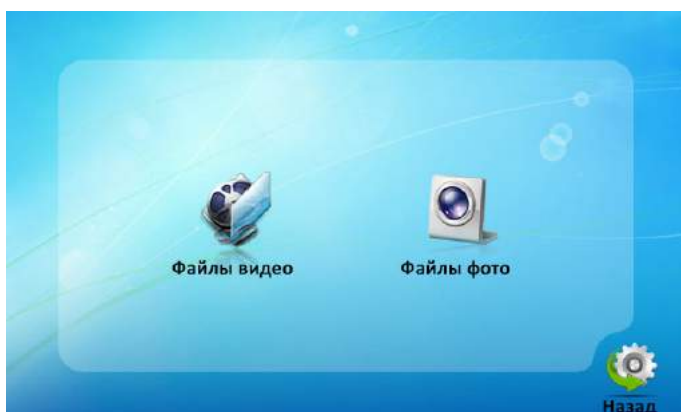 Файлы видео
Файлы фото
Назад